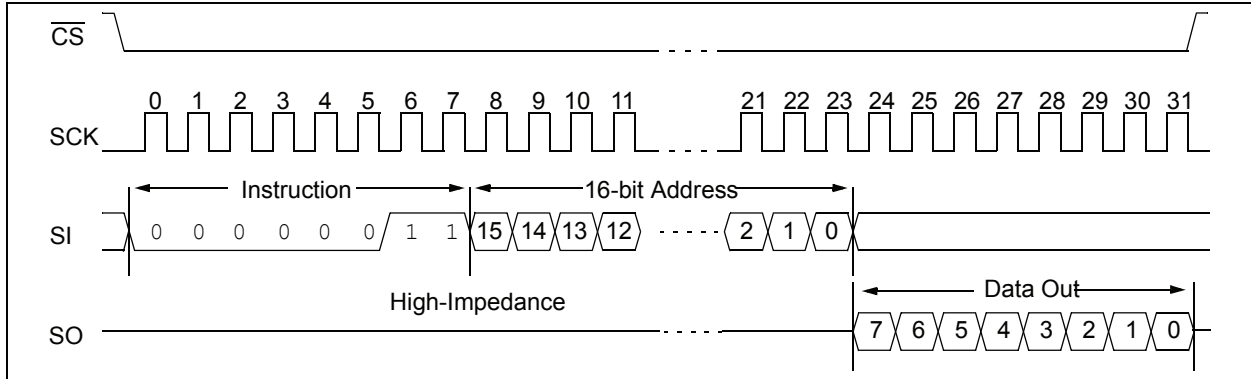 CS
0 1 2 3 4 5 6 7 8 9 10 11 21 22 23 24 25 26 27 28 29 30 31
SCK
Instruction 16-bit Address
SI 0 0 0 0 0 0 1 1 15 14 13 12 2 1 0
High-Impedance Data Out
SO 7 6 5 4 3 2 1 0